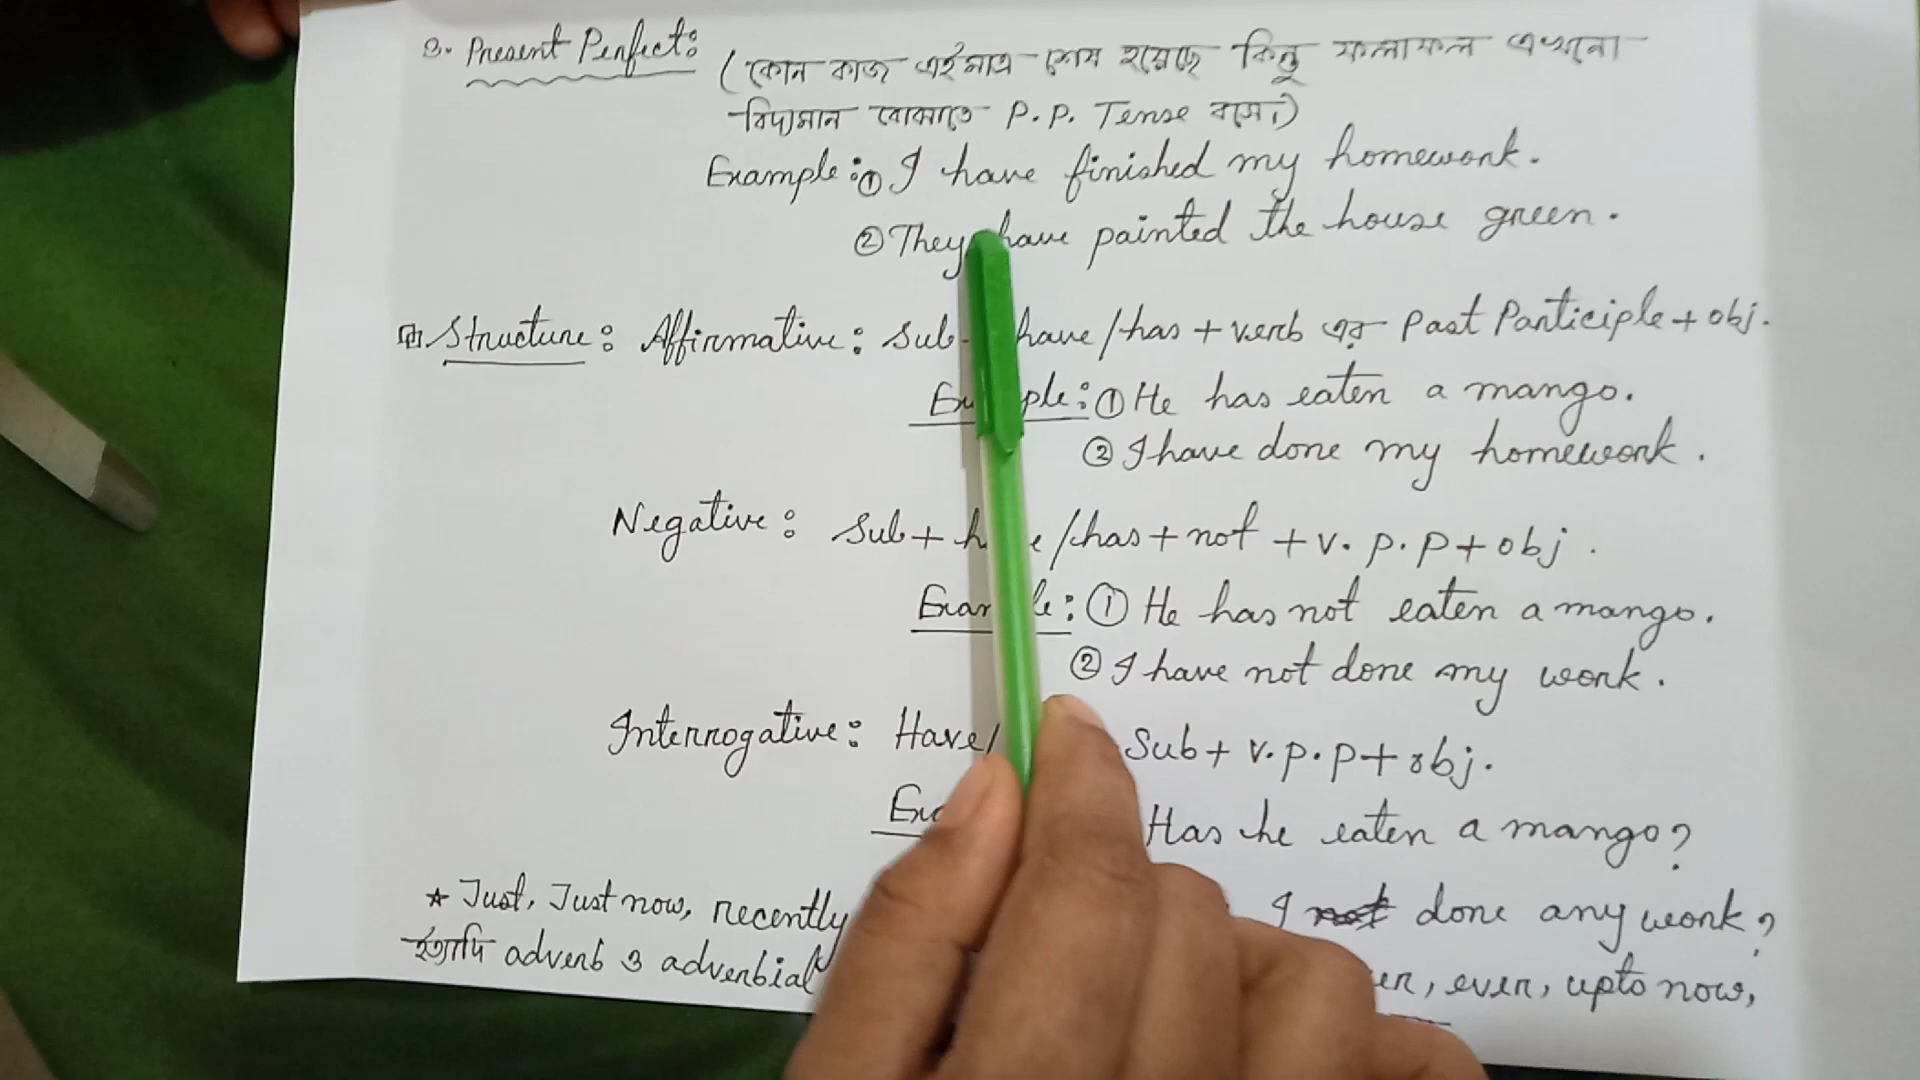 3. Present Perfect: (কোন কাজ এইমাত্র শেষ হয়েছে কিন্তু ফলাফল এখনো
বিদ্যমান বোঝাতে P.P. Tense বসে।)
Example: ① I have finished my homework.
② They have painted the house green.
Structure: Affirmative: Sub have/has + verb এর Past Participle + obj.
① He has eaten a mango.
② I have done my homework.
Negative: Sub + /has + not + v. p. p + obj.
① He has not eaten a mango.
② I have not done my work.
Interrogative: Have/ Sub + v. p. p + obj.
Has he eaten a mango?
I done any work?
★ Just, Just now, recently
ইত্যাদি adverb ও adverbial ever, upto now,